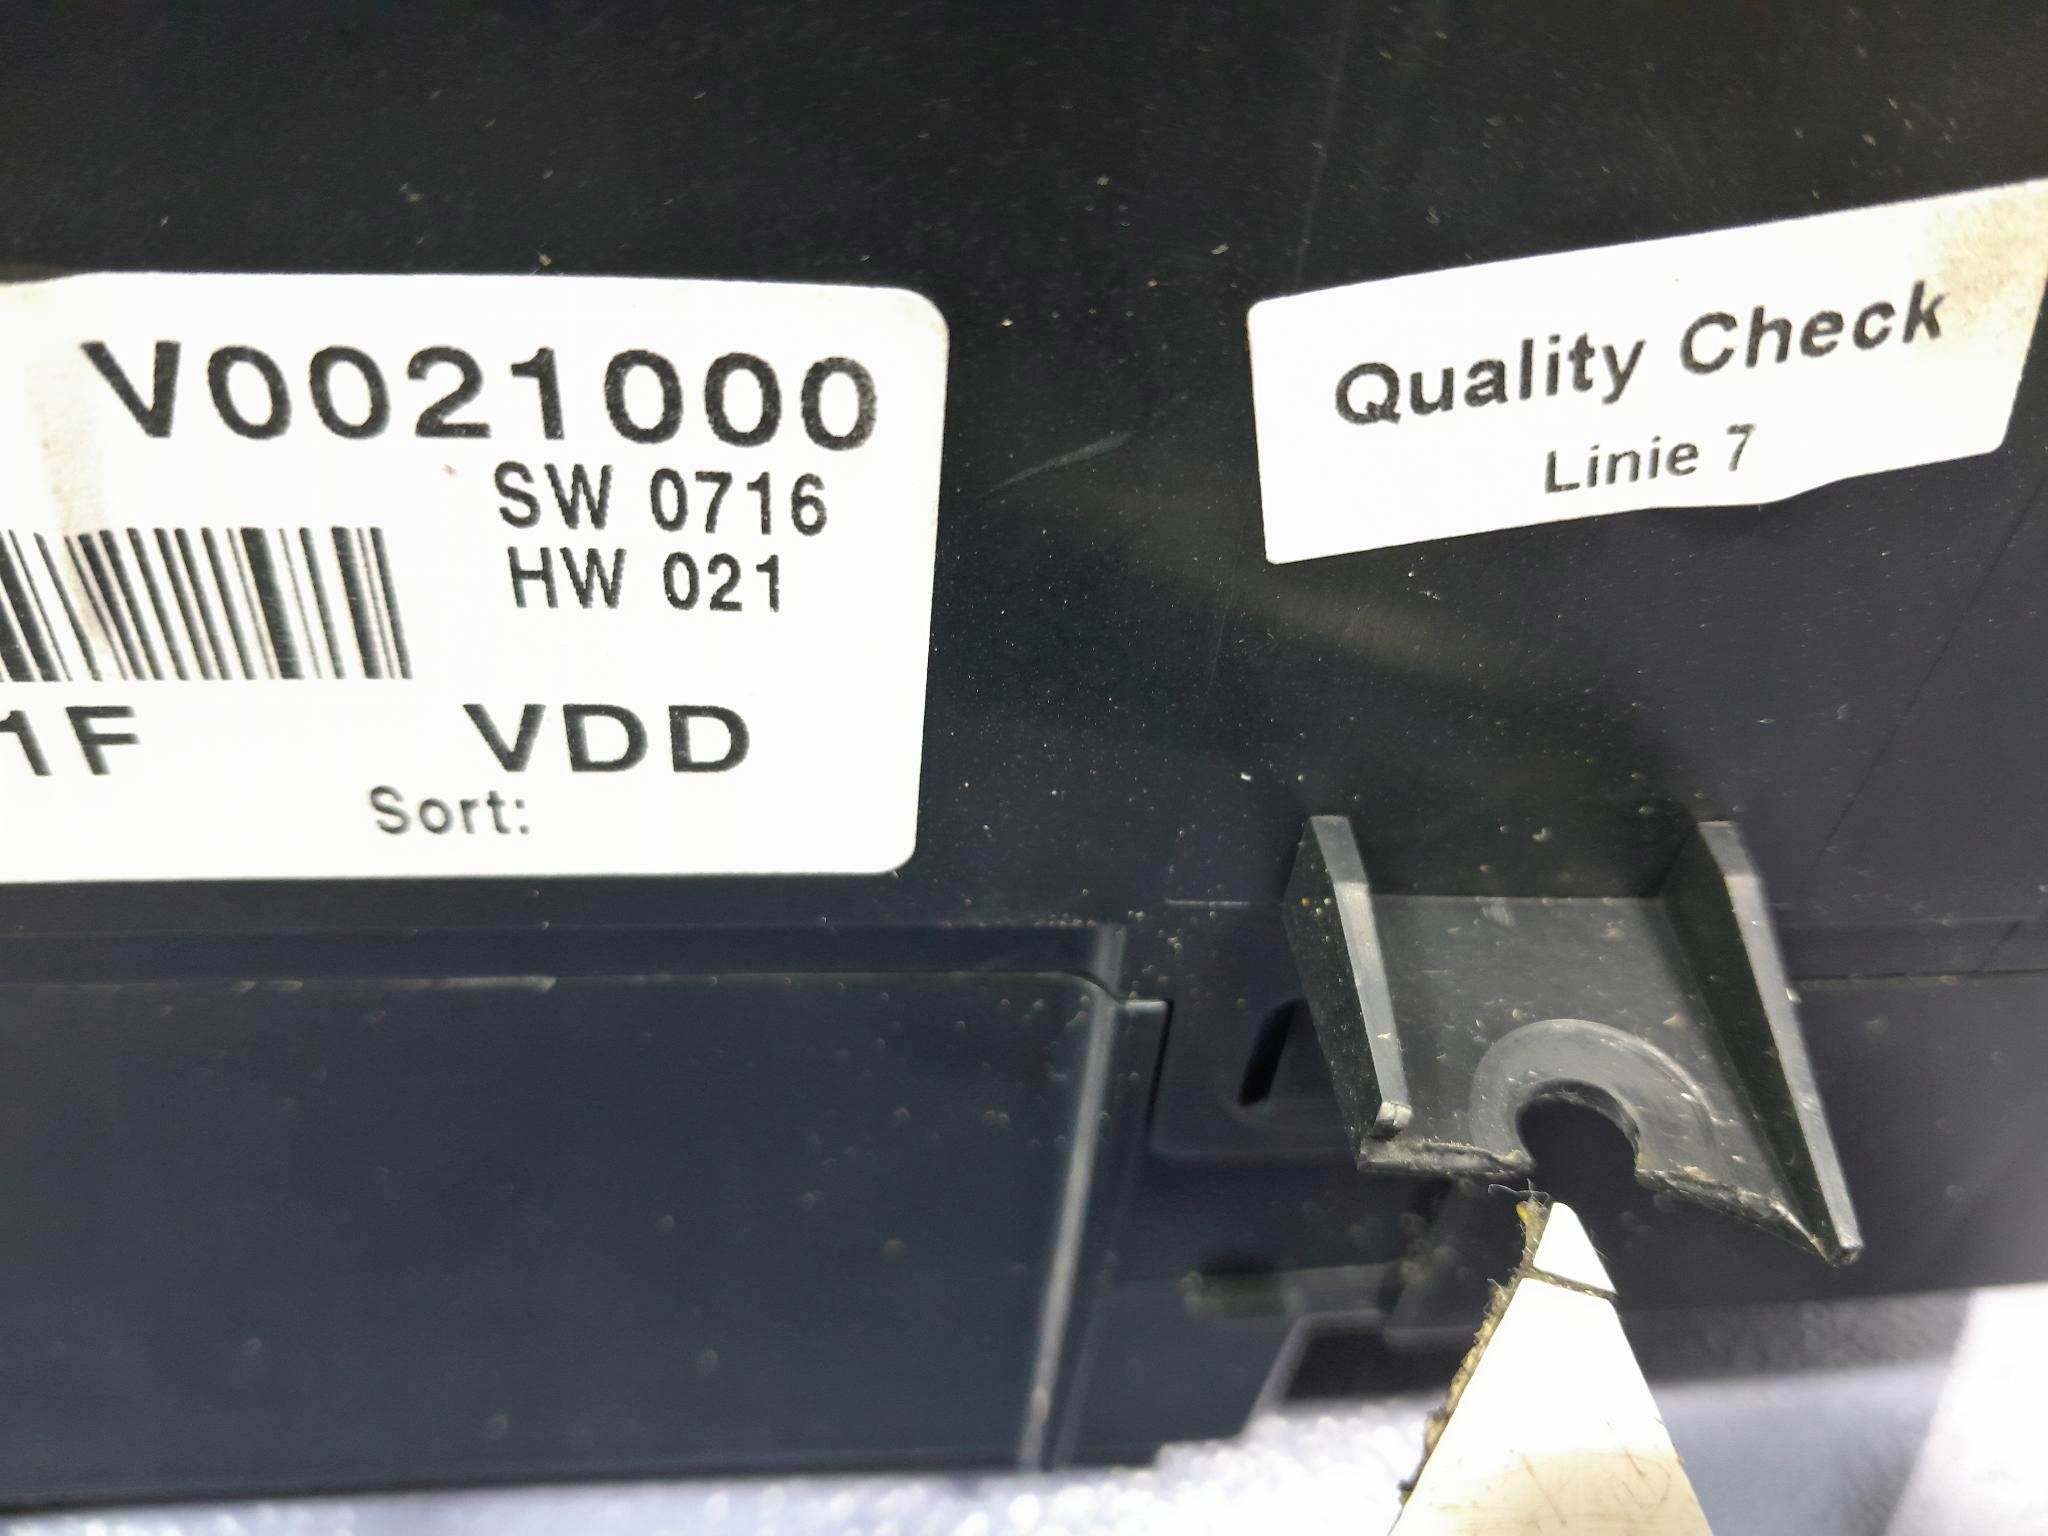 V0021000
SW 0716
HW 021
1F VDD
Sort:
Quality Check
Linie 7